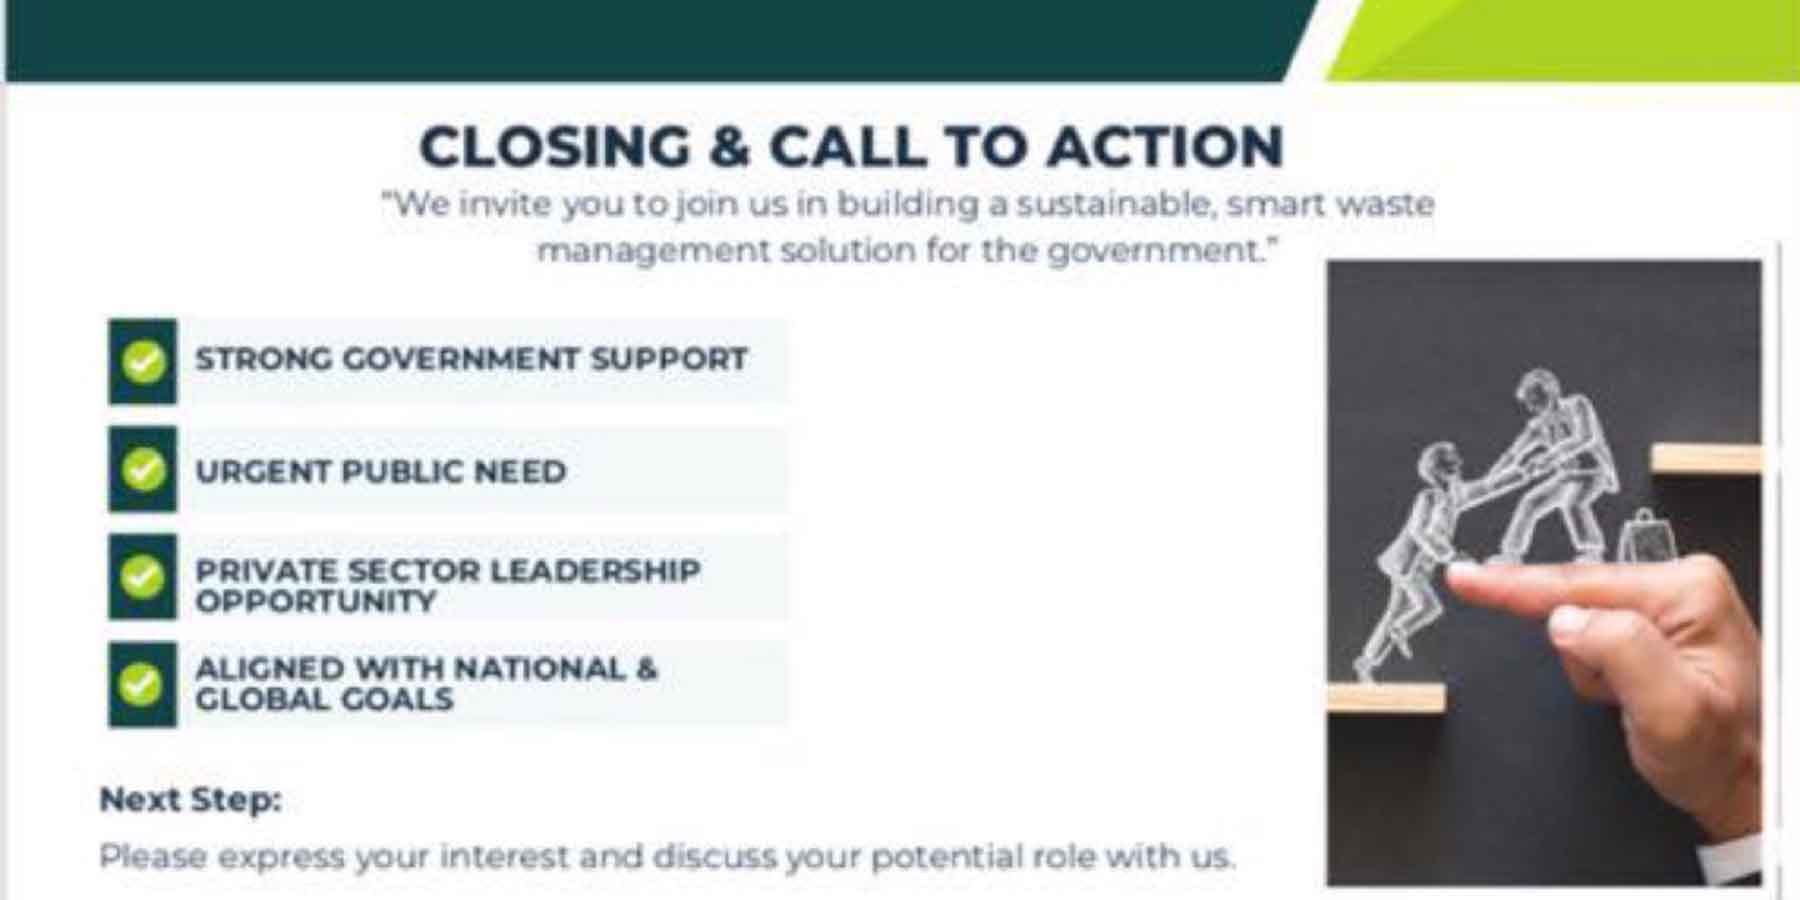 CLOSING & CALL TO ACTION
"We invite you to join us in building a sustainable, smart waste
management solution for the government."
STRONG GOVERNMENT SUPPORT
URGENT PUBLIC NEED
PRIVATE SECTOR LEADERSHIP
OPPORTUNITY
ALIGNED WITH NATIONAL &
GLOBAL GOALS
Next Step:
Please express your interest and discuss your potential role with us.